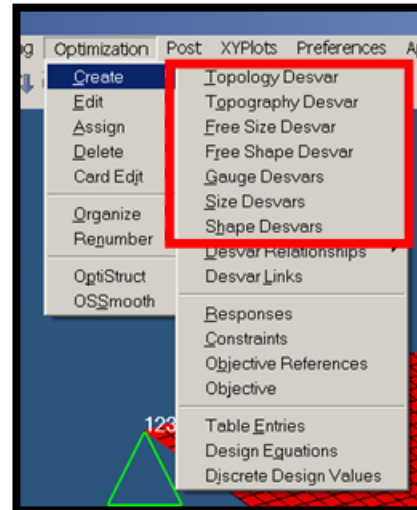 Optimization Post XYPlots Preferences
Create
Edit
Assign
Delete
Card Edit
Organize
Renumber
OptiStruct
OSSmooth
Topology Desvar
Topography Desvar
Free Size Desvar
Free Shape Desvar
Gauge Desvars
Size Desvars
Shape Desvars
Desvar Relationships
Desvar Links
Responses
Constraints
Objective References
Objective
Table Entries
Design Equations
Discrete Design Values
123